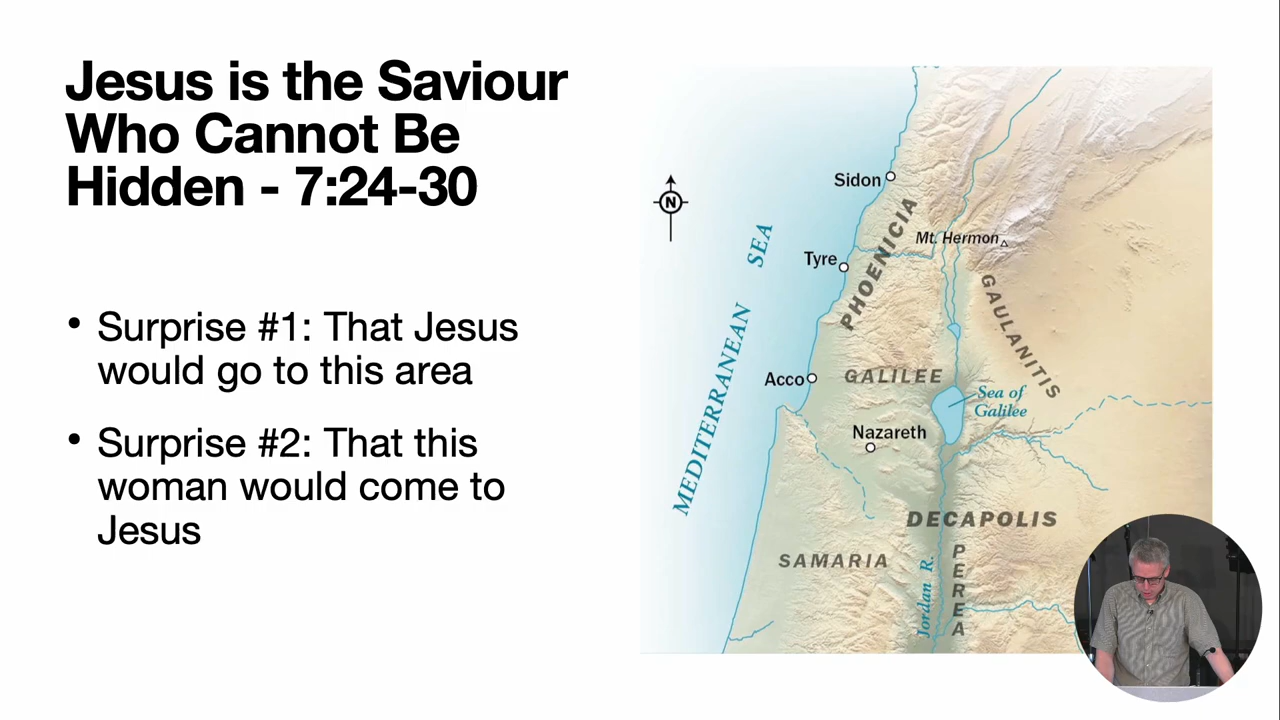 Jesus is the Saviour
Who Cannot Be
Hidden - 7:24-30
• Surprise #1: That Jesus
would go to this area
• Surprise #2: That this
woman would come to
Jesus
Sidon
N
PHOENICIA
Mt. Hermon
MEDITERRANEAN SEA
Tyre
GAULANITIS
Acco
GALILEE
Sea of
Galilee
Nazareth
DECAPOLIS
SAMARIA
Jordan R.
PEREA